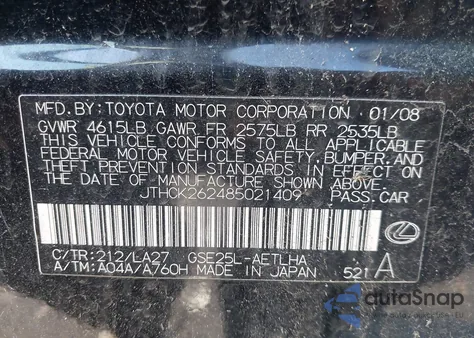 MFD. BY: TOYOTA MOTOR CORPORATION 01/08
GVWR 4615LB GAWR FR 2575LB RR 2535LB
THIS VEHICLE CONFORMS TO ALL APPLICABLE
FEDERAL MOTOR VEHICLE SAFETY, BUMPER, AND
THEFT PREVENTION STANDARDS IN EFFECT ON
THE DATE OF MANUFACTURE SHOWN ABOVE.
JTHCK262485021409 PASS. CAR
C/TR: 212/LA27 GSE25L-AETLHA
A/TM: A04A/A760H MADE IN JAPAN 521 A
autoSnap